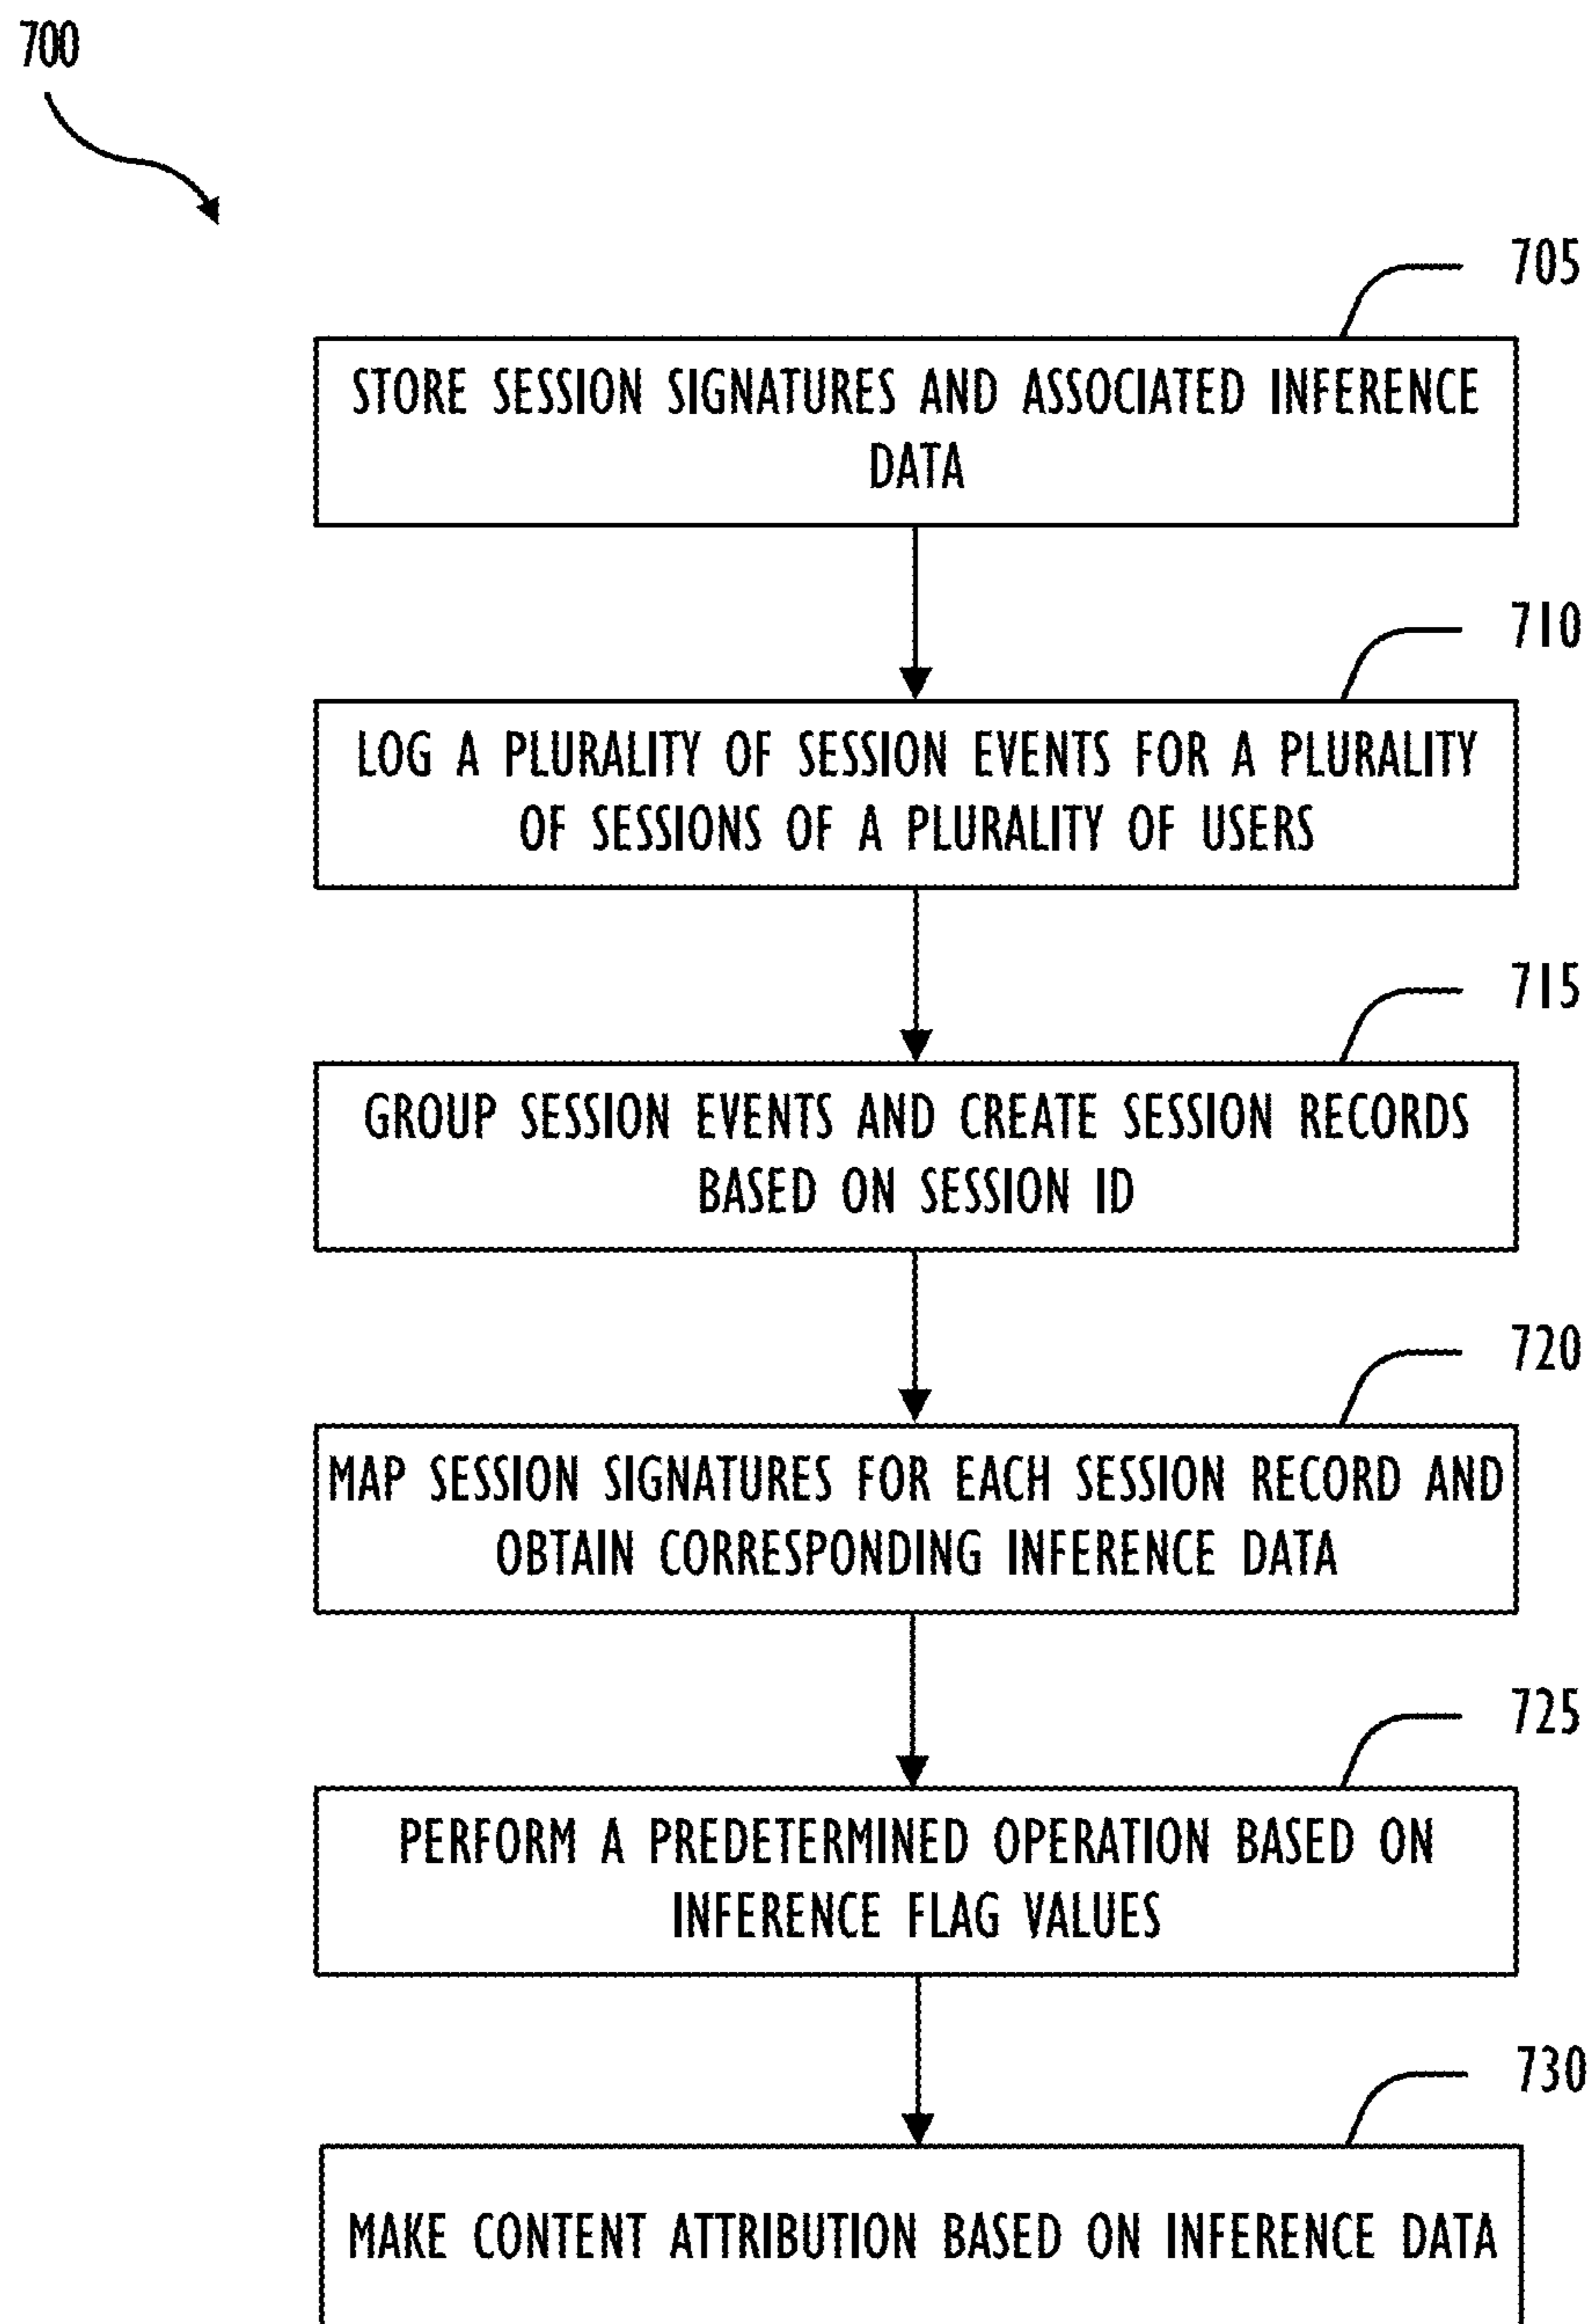 700
705
STORE SESSION SIGNATURES AND ASSOCIATED INFERENCE
DATA
710
LOG A PLURALITY OF SESSION EVENTS FOR A PLURALITY
OF SESSIONS OF A PLURALITY OF USERS
715
GROUP SESSION EVENTS AND CREATE SESSION RECORDS
BASED ON SESSION ID
720
MAP SESSION SIGNATURES FOR EACH SESSION RECORD AND
OBTAIN CORRESPONDING INFERENCE DATA
725
PERFORM A PREDETERMINED OPERATION BASED ON
INFERENCE FLAG VALUES
730
MAKE CONTENT ATTRIBUTION BASED ON INFERENCE DATA